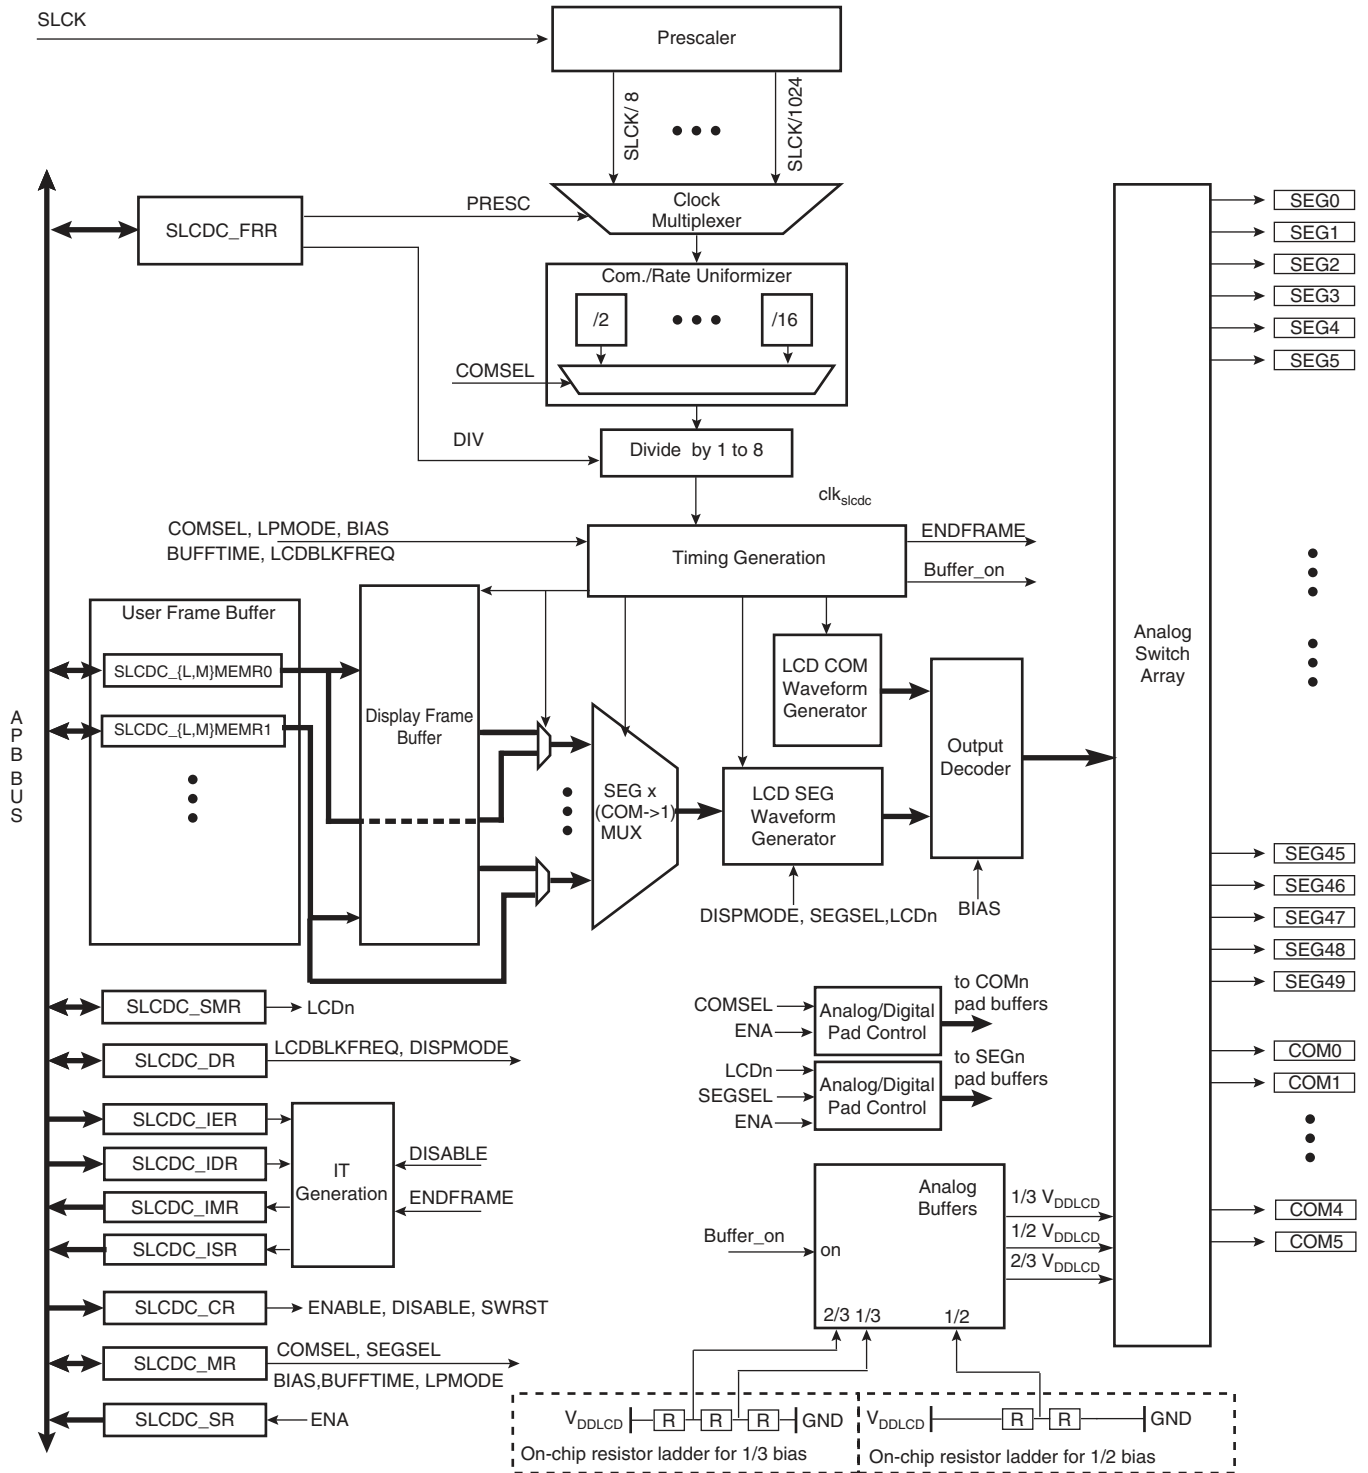 SLCK
Prescaler
SLCK/ 8
SLCK/1024
PRESC
Clock
Multiplexer
SLCDC_FRR
Com./Rate Uniformizer
/2
/16
COMSEL
DIV
Divide by 1 to 8
clkslcdc
COMSEL, LPMODE, BIAS
BUFFTIME, LCDBLKFREQ
Timing Generation
ENDFRAME
Buffer_on
APB BUS
User Frame Buffer
SLCDC_{L,M}MEMR0
SLCDC_{L,M}MEMR1
Display Frame
Buffer
SEG x
(COM->1)
MUX
LCD COM
Waveform
Generator
LCD SEG
Waveform
Generator
DISPMODE, SEGSEL,LCDn
Output
Decoder
BIAS
Analog
Switch
Array
SEG0
SEG1
SEG2
SEG3
SEG4
SEG5
SEG45
SEG46
SEG47
SEG48
SEG49
COM0
COM1
COM4
COM5
SLCDC_SMR
LCDn
SLCDC_DR
LCDBLKFREQ, DISPMODE
SLCDC_IER
SLCDC_IDR
SLCDC_IMR
SLCDC_ISR
IT
Generation
DISABLE
ENDFRAME
SLCDC_CR
ENABLE, DISABLE, SWRST
SLCDC_MR
COMSEL, SEGSEL
BIAS,BUFFTIME, LPMODE
SLCDC_SR
ENA
COMSEL
ENA
Analog/Digital
Pad Control
to COMn
pad buffers
LCDn
SEGSEL
ENA
Analog/Digital
Pad Control
to SEGn
pad buffers
Buffer_on
on
Analog
Buffers
2/3 1/3
1/2
1/3 VDDLCD
1/2 VDDLCD
2/3 VDDLCD
VDDLCD
R
R
R
GND
On-chip resistor ladder for 1/3 bias
VDDLCD
R
R
GND
On-chip resistor ladder for 1/2 bias